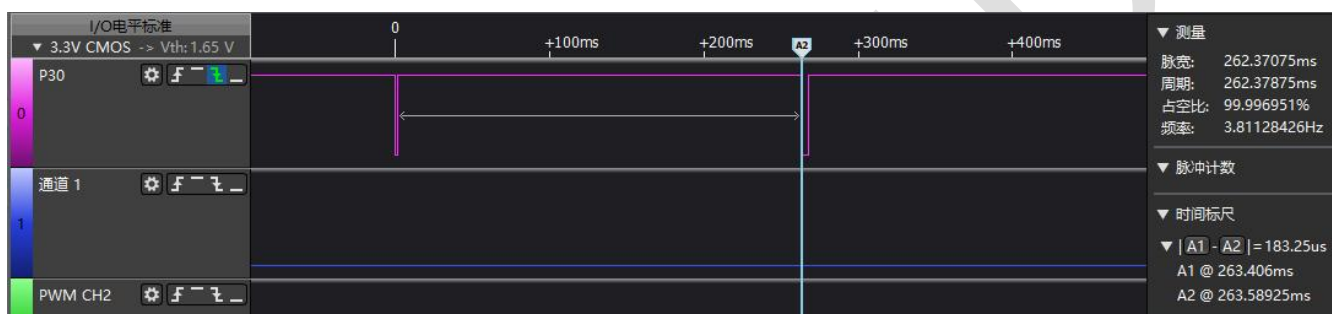 I/O电平标准
▼ 3.3V CMOS -> Vth:1.65 V
0
+100ms
+200ms
A2
+300ms
+400ms
P30
0
通道 1
1
PWM CH2
▼ 测量
脉宽: 262.37075ms
周期: 262.37875ms
占空比: 99.996951%
频率: 3.81128426Hz
▼ 脉冲计数
▼ 时间标尺
▼ | A1 - A2 |=183.25us
A1 @ 263.406ms
A2 @ 263.58925ms